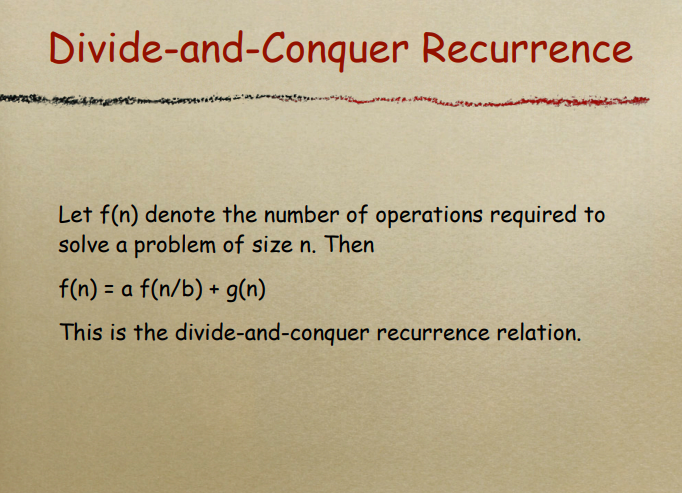 Divide-and-Conquer Recurrence
Let f(n) denote the number of operations required to
solve a problem of size n. Then
f(n) = a f(n/b) + g(n)
This is the divide-and-conquer recurrence relation.